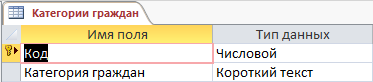 Категории граждан
Имя поля Тип данных
Код Числовой
Категория граждан Короткий текст